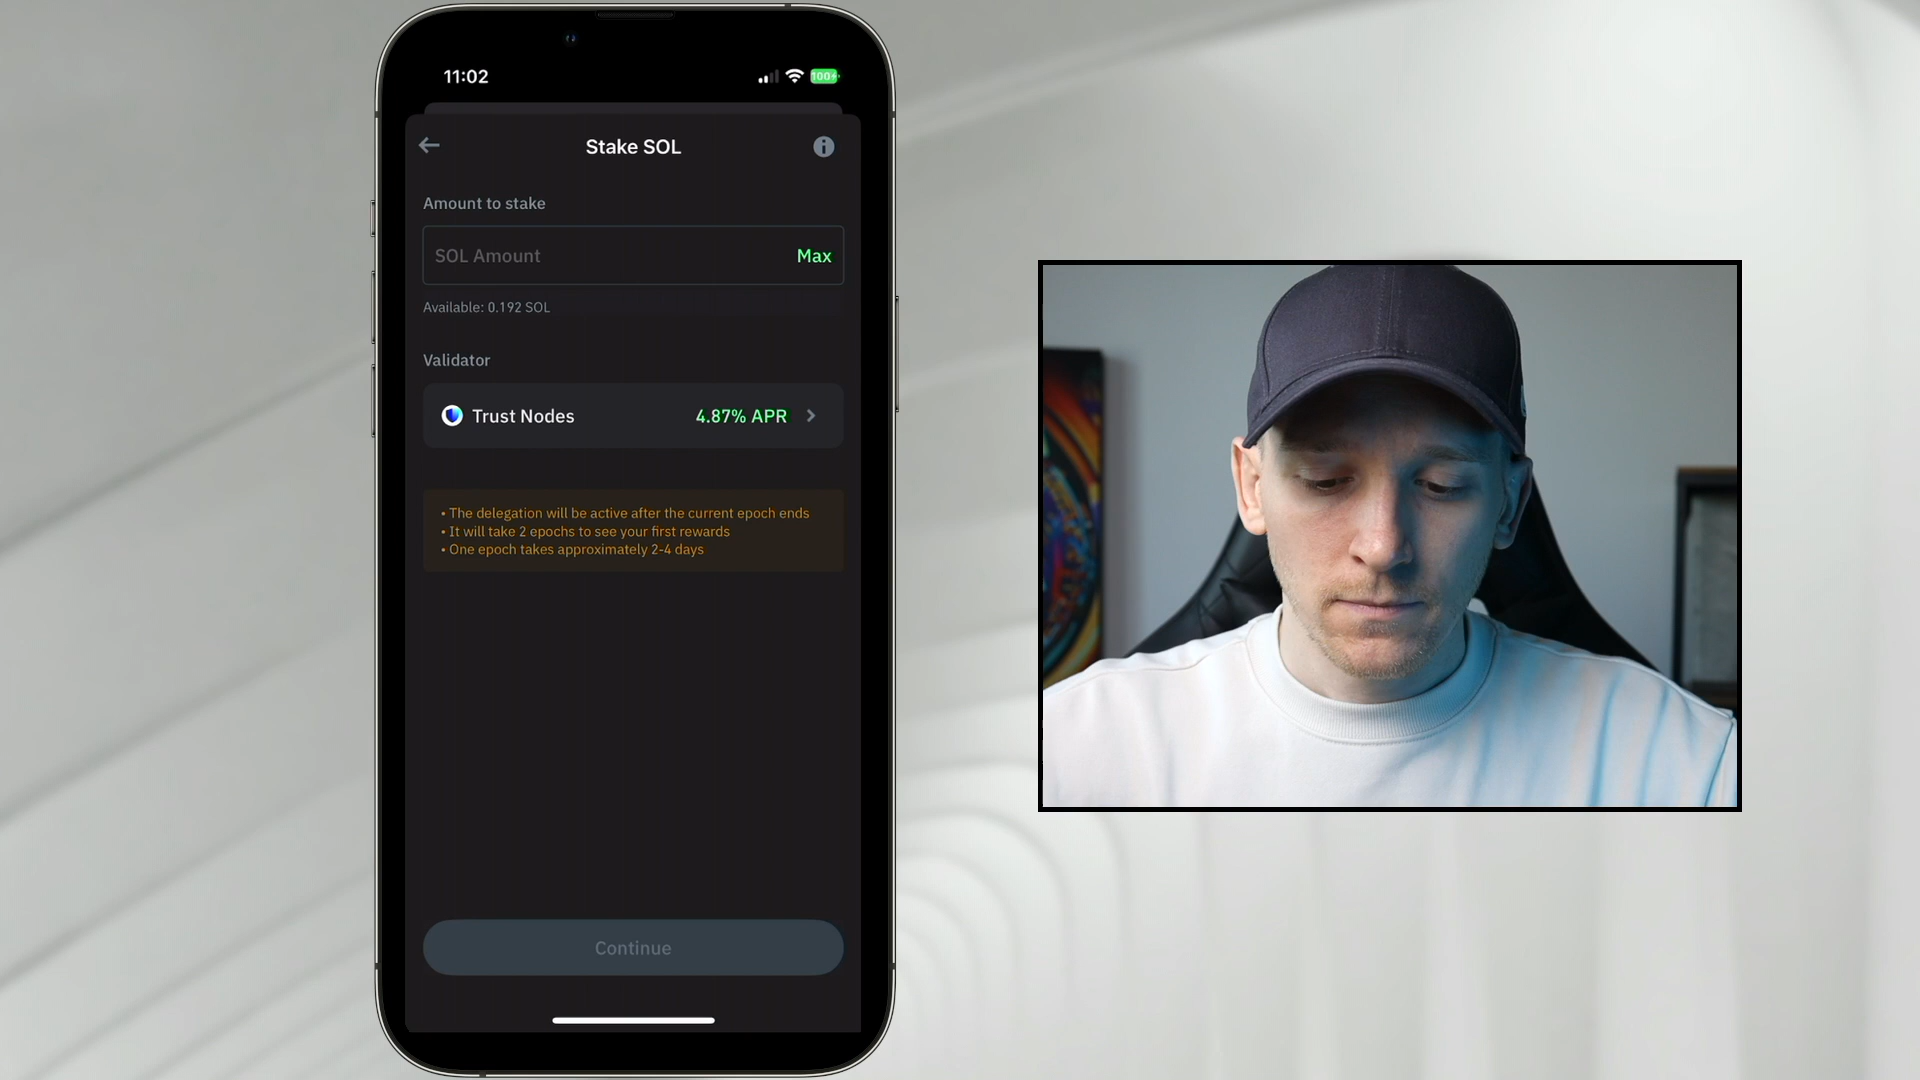 11:02
100
Stake SOL
Amount to stake
SOL Amount
Max
Available: 0.192 SOL
Validator
Trust Nodes
4.87% APR
• The delegation will be active after the current epoch ends
• It will take 2 epochs to see your first rewards
• One epoch takes approximately 2-4 days
Continue